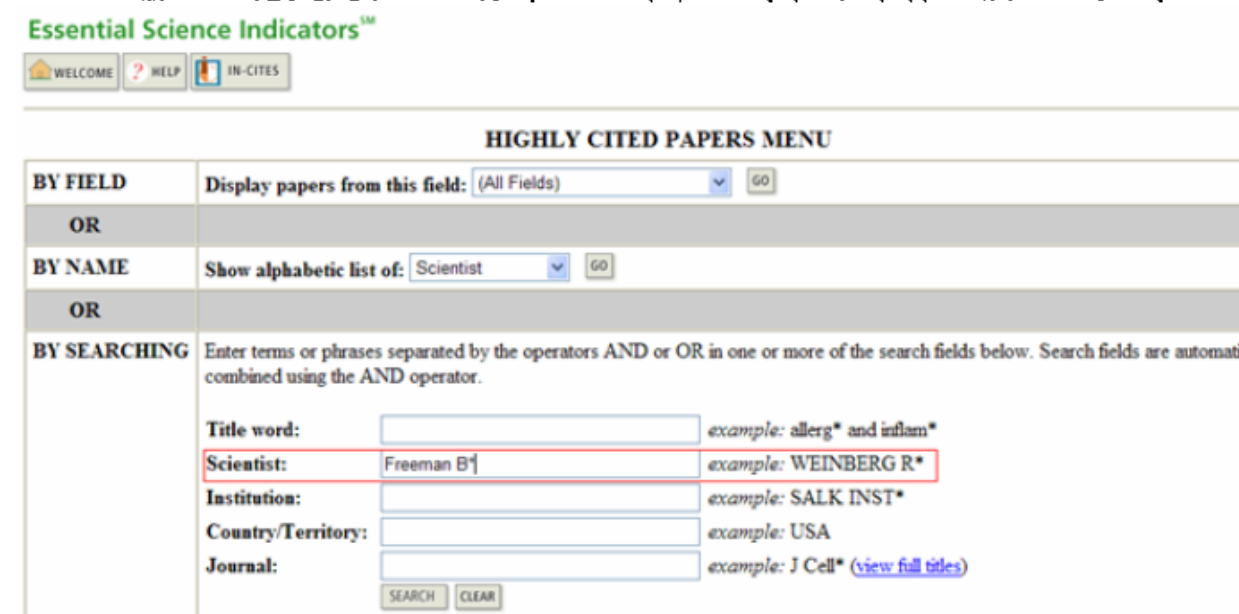 Essential Science Indicators℠
WELCOME ? HELP IN-CITES
HIGHLY CITED PAPERS MENU
BY FIELD Display papers from this field: (All Fields) GO
OR
BY NAME Show alphabetic list of: Scientist GO
OR
BY SEARCHING Enter terms or phrases separated by the operators AND or OR in one or more of the search fields below. Search fields are automati
combined using the AND operator.
Title word: example: allerg* and inflam*
Scientist: Freeman B* example: WEINBERG R*
Institution: example: SALK INST*
Country/Territory: example: USA
Journal: example: J Cell* (view full titles)
SEARCH CLEAR